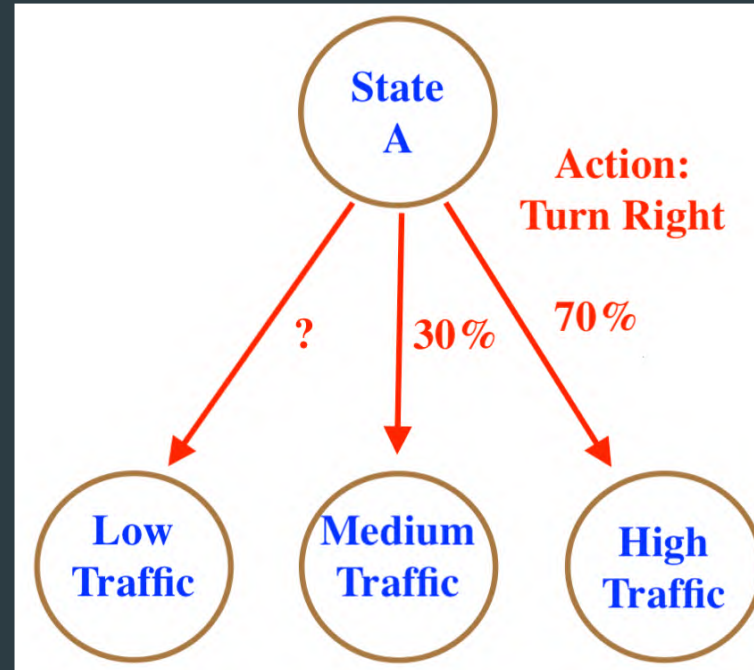 State
A
Action:
Turn Right
?
30%
70%
Low
Traffic
Medium
Traffic
High
Traffic